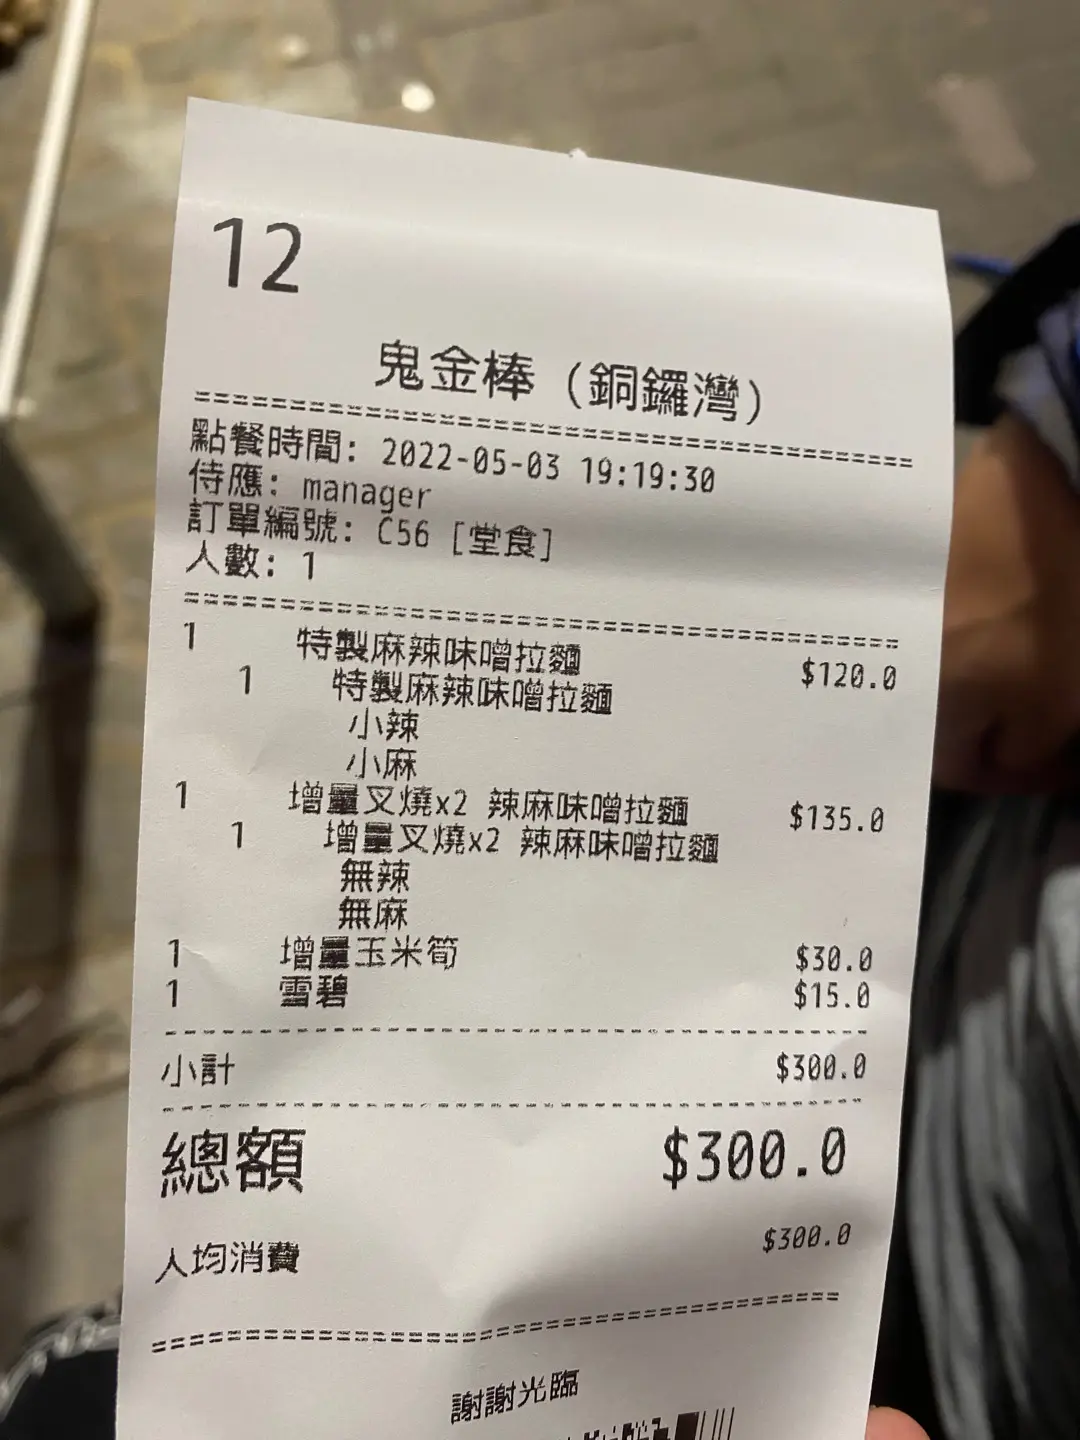 12
鬼金棒（銅鑼灣）
點餐時間: 2022-05-03 19:19:30
侍應: manager
訂單編號: C56 [堂食]
人數: 1
1 特製麻辣味噌拉麵 $120.0
1 特製麻辣味噌拉麵
小辣
小麻
1 增量叉燒x2 辣麻味噌拉麵 $135.0
1 增量叉燒x2 辣麻味噌拉麵
無辣
無麻
1 增量玉米筍 $30.0
1 雪碧 $15.0
小計 $300.0
總額 $300.0
人均消費 $300.0
謝謝光臨